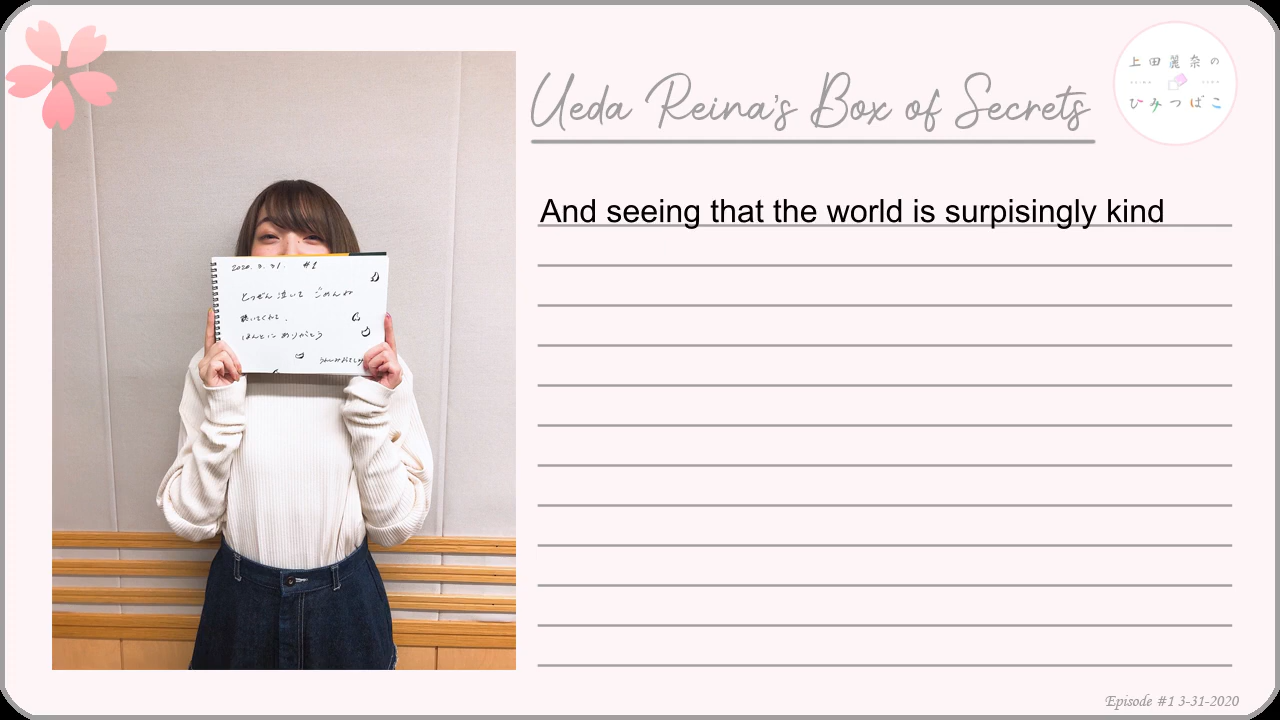 Ueda Reina's Box of Secrets
上田麗奈の
ひみつばこ
And seeing that the world is surpisingly kind
2020. 3. 31. #1
とつぜん泣いて ごめんね
聴いてくれて、
ほんとにありがとう
Episode #1 3-31-2020